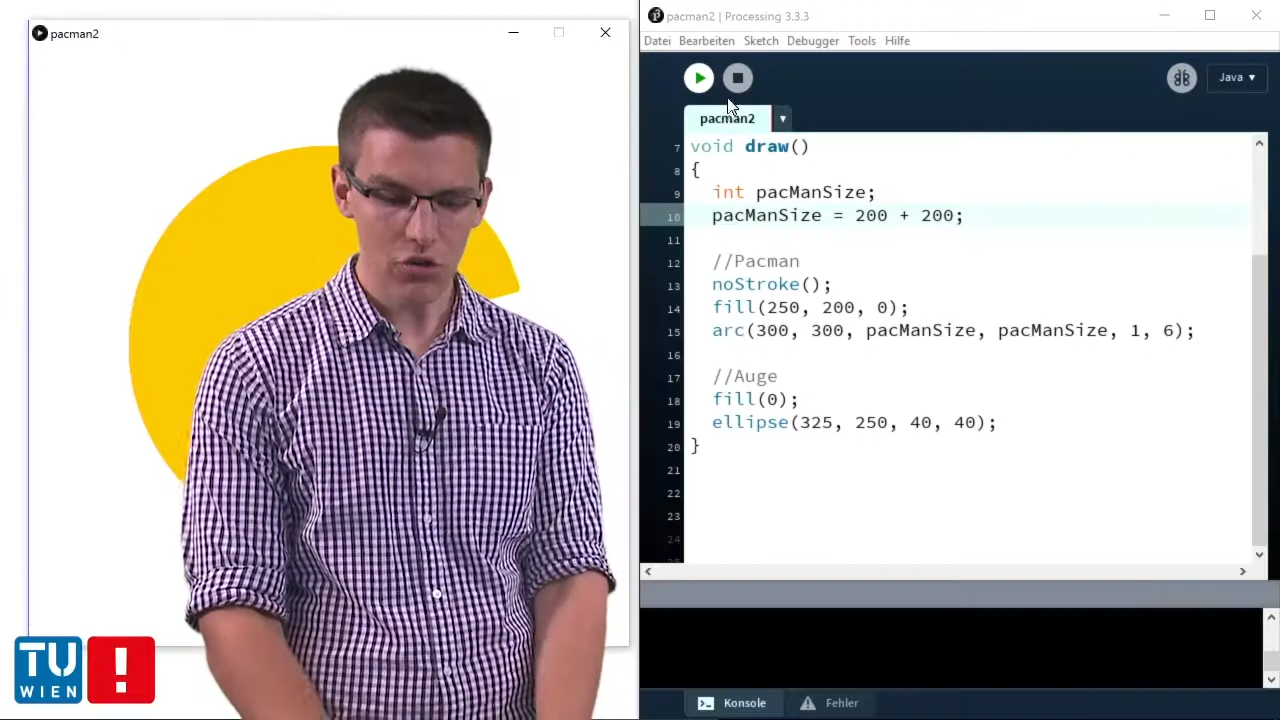 pacman2
pacman2 | Processing 3.3.3
Datei Bearbeiten Sketch Debugger Tools Hilfe
Java ▾
pacman2
7 void draw()
8 {
9 int pacManSize;
10 pacManSize = 200 + 200;
11
12 //Pacman
13 noStroke();
14 fill(250, 200, 0);
15 arc(300, 300, pacManSize, pacManSize, 1, 6);
16
17 //Auge
18 fill(0);
19 ellipse(325, 250, 40, 40);
20 }
21
22
23
24
TU
WIEN
!
Konsole Fehler